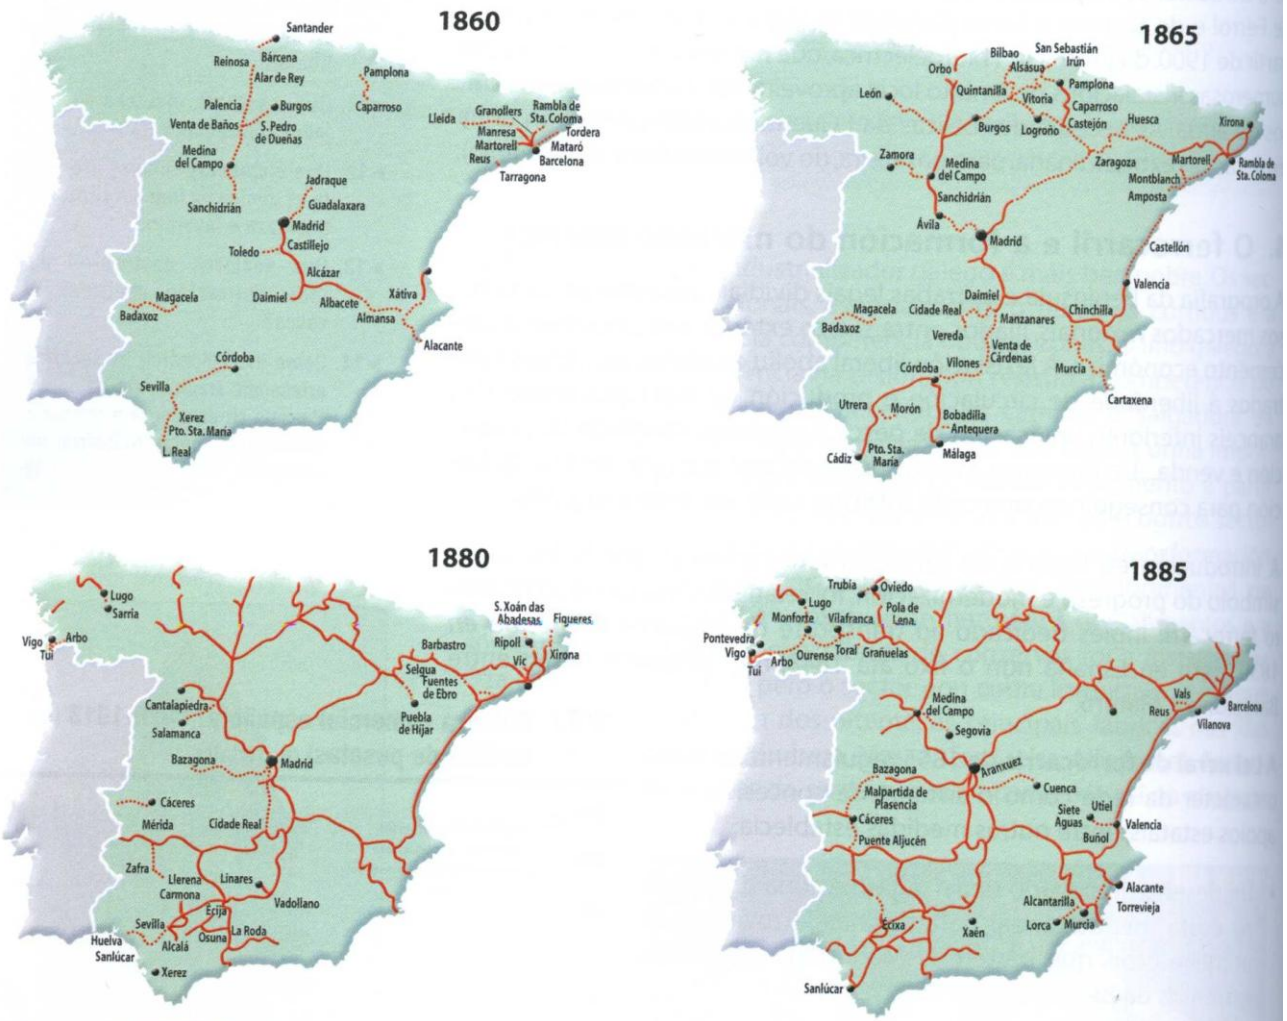 1860
Santander
Reinosa
Bárcena
Alar de Rey
Pamplona
Palencia
Burgos
Caparroso
Venta de Baños
S. Pedro
de Dueñas
Lleida
Granollers
Rambla de
Sta. Coloma
Manresa
Tordera
Martorell
Mataró
Reus
Barcelona
Tarragona
Medina
del Campo
Sanchidrián
Jadraque
Guadalaxara
Madrid
Toledo
Castillejo
Alcázar
Daimiel
Albacete
Xátiva
Almansa
Alacante
Magacela
Badaxoz
Córdoba
Sevilla
Xerez
Pto. Sta. María
L. Real
1865
Bilbao
San Sebastián
Alsásua
Irún
Orbo
Quintanilla
Pamplona
León
Vitoria
Caparroso
Burgos
Logroño
Castejón
Huesca
Xirona
Zamora
Medina
del Campo
Zaragoza
Martorell
Rambla de
Sta. Coloma
Montblanch
Amposta
Sanchidrián
Ávila
Madrid
Castellón
Valencia
Daimiel
Magacela
Cidade Real
Manzanares
Chinchilla
Badaxoz
Vereda
Venta de
Cárdenas
Córdoba
Vilones
Murcia
Cartaxena
Utrera
Morón
Bobadilla
Antequera
Cádiz
Pto. Sta.
María
Málaga
1880
Lugo
Sarria
Vigo
Arbo
Tui
S. Xoán das
Abaderas
Figueres
Barbastro
Ripoll
Selgua
Vic
Xirona
Fuentes
de Ebro
Cantalapiedra
Puebla
de Híjar
Salamanca
Bazagona
Madrid
Cáceres
Mérida
Cidade Real
Zafra
Llerena
Linares
Carmona
Vadollano
Écija
Sevilla
Osuna
La Roda
Huelva
Alcalá
Sanlúcar
Xerez
1885
Trubia
Oviedo
Lugo
Pola de
Lena.
Monforte
Vilafranca
Pontevedra
Vigo
Ourense
Toral
Grañuelas
Arbo
Tui
Medina
del Campo
Segovia
Vals
Barcelona
Reus
Vilanova
Bazagona
Aranxuez
Malpartida de
Plasencia
Cuenca
Siete
Aguas
Utiel
Cáceres
Valencia
Puente Aljucén
Buñol
Alacante
Alcantarilla
Torrevieja
Écixa
Xaén
Lorca
Murcia
Sanlúcar